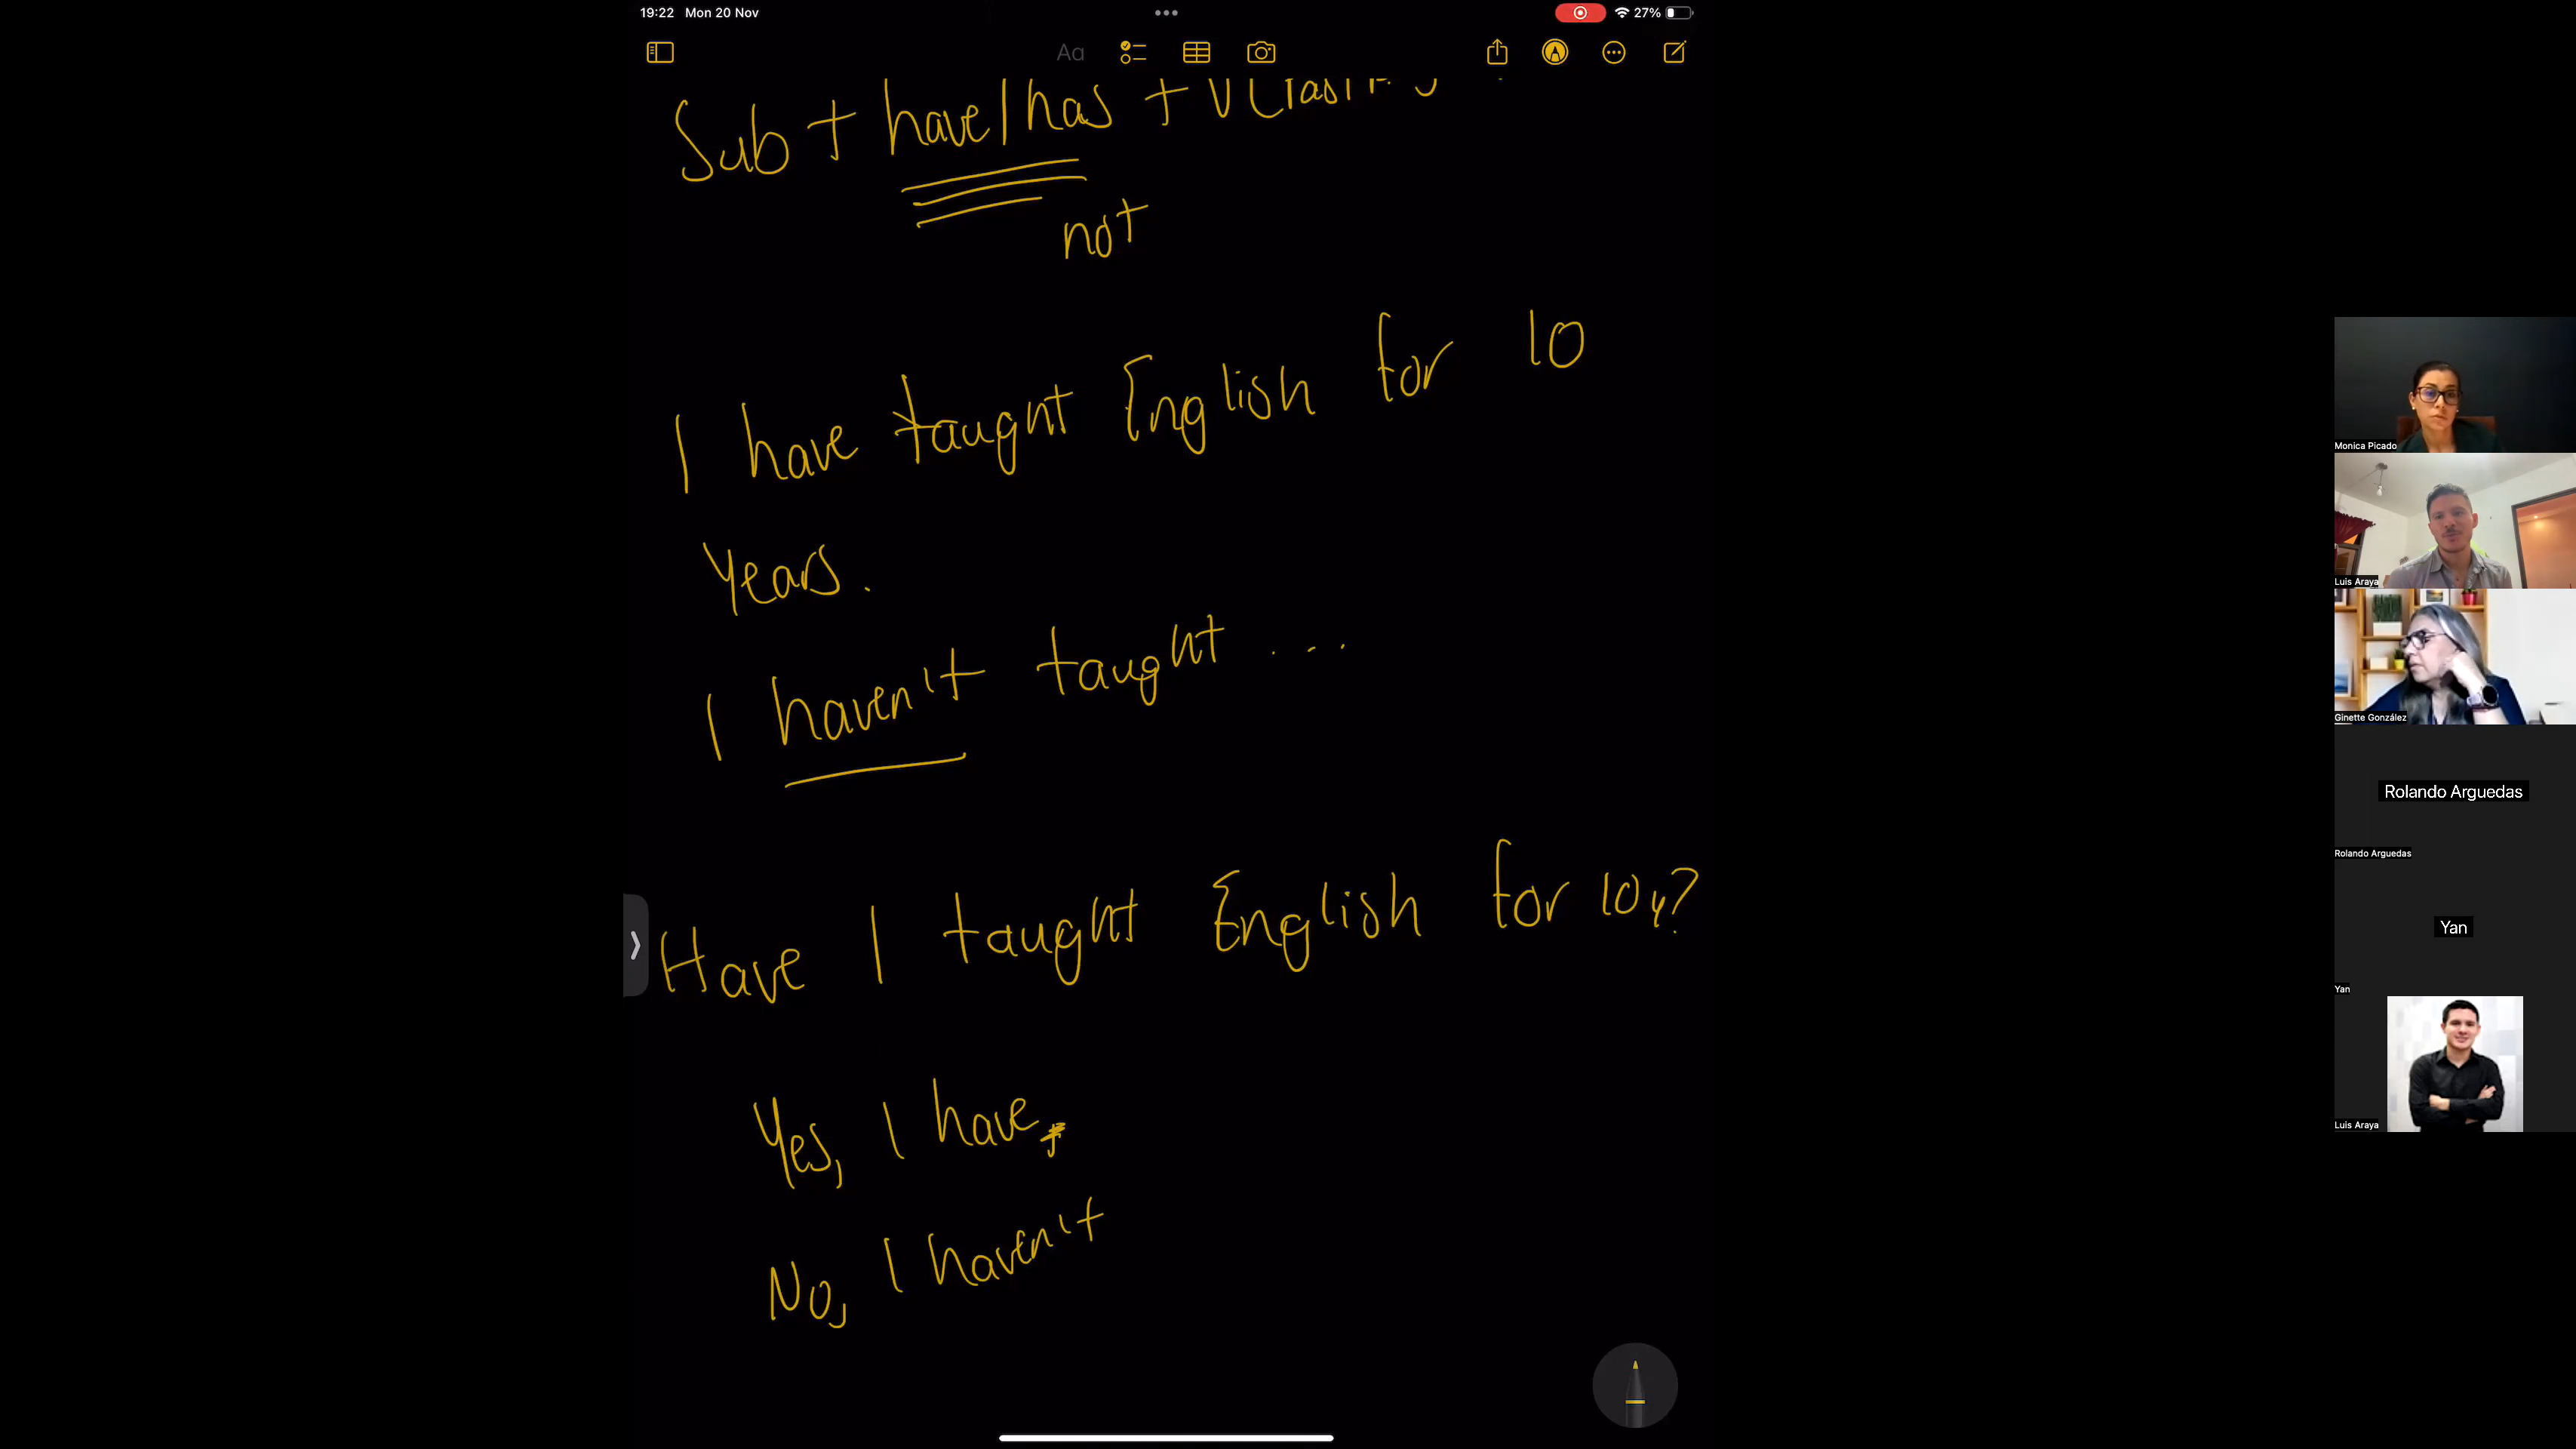 19:22 Mon 20 Nov
27%
Aa
Sub + have/has +
not
I have taught English for 10
years.
I haven't taught ...
Have I taught English for 10y?
Yes, I have.
No, I haven't
Monica Picado
Luis Araya
Ginette González
Rolando Arguedas
Rolando Arguedas
Yan
Yan
Luis Araya